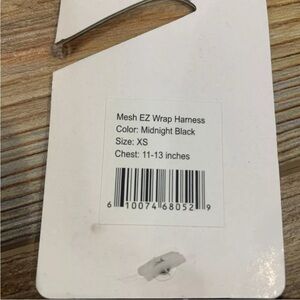 Mesh EZ Wrap Harness
Color: Midnight Black
Size: XS
Chest: 11-13 inches
6 10074 68052 9